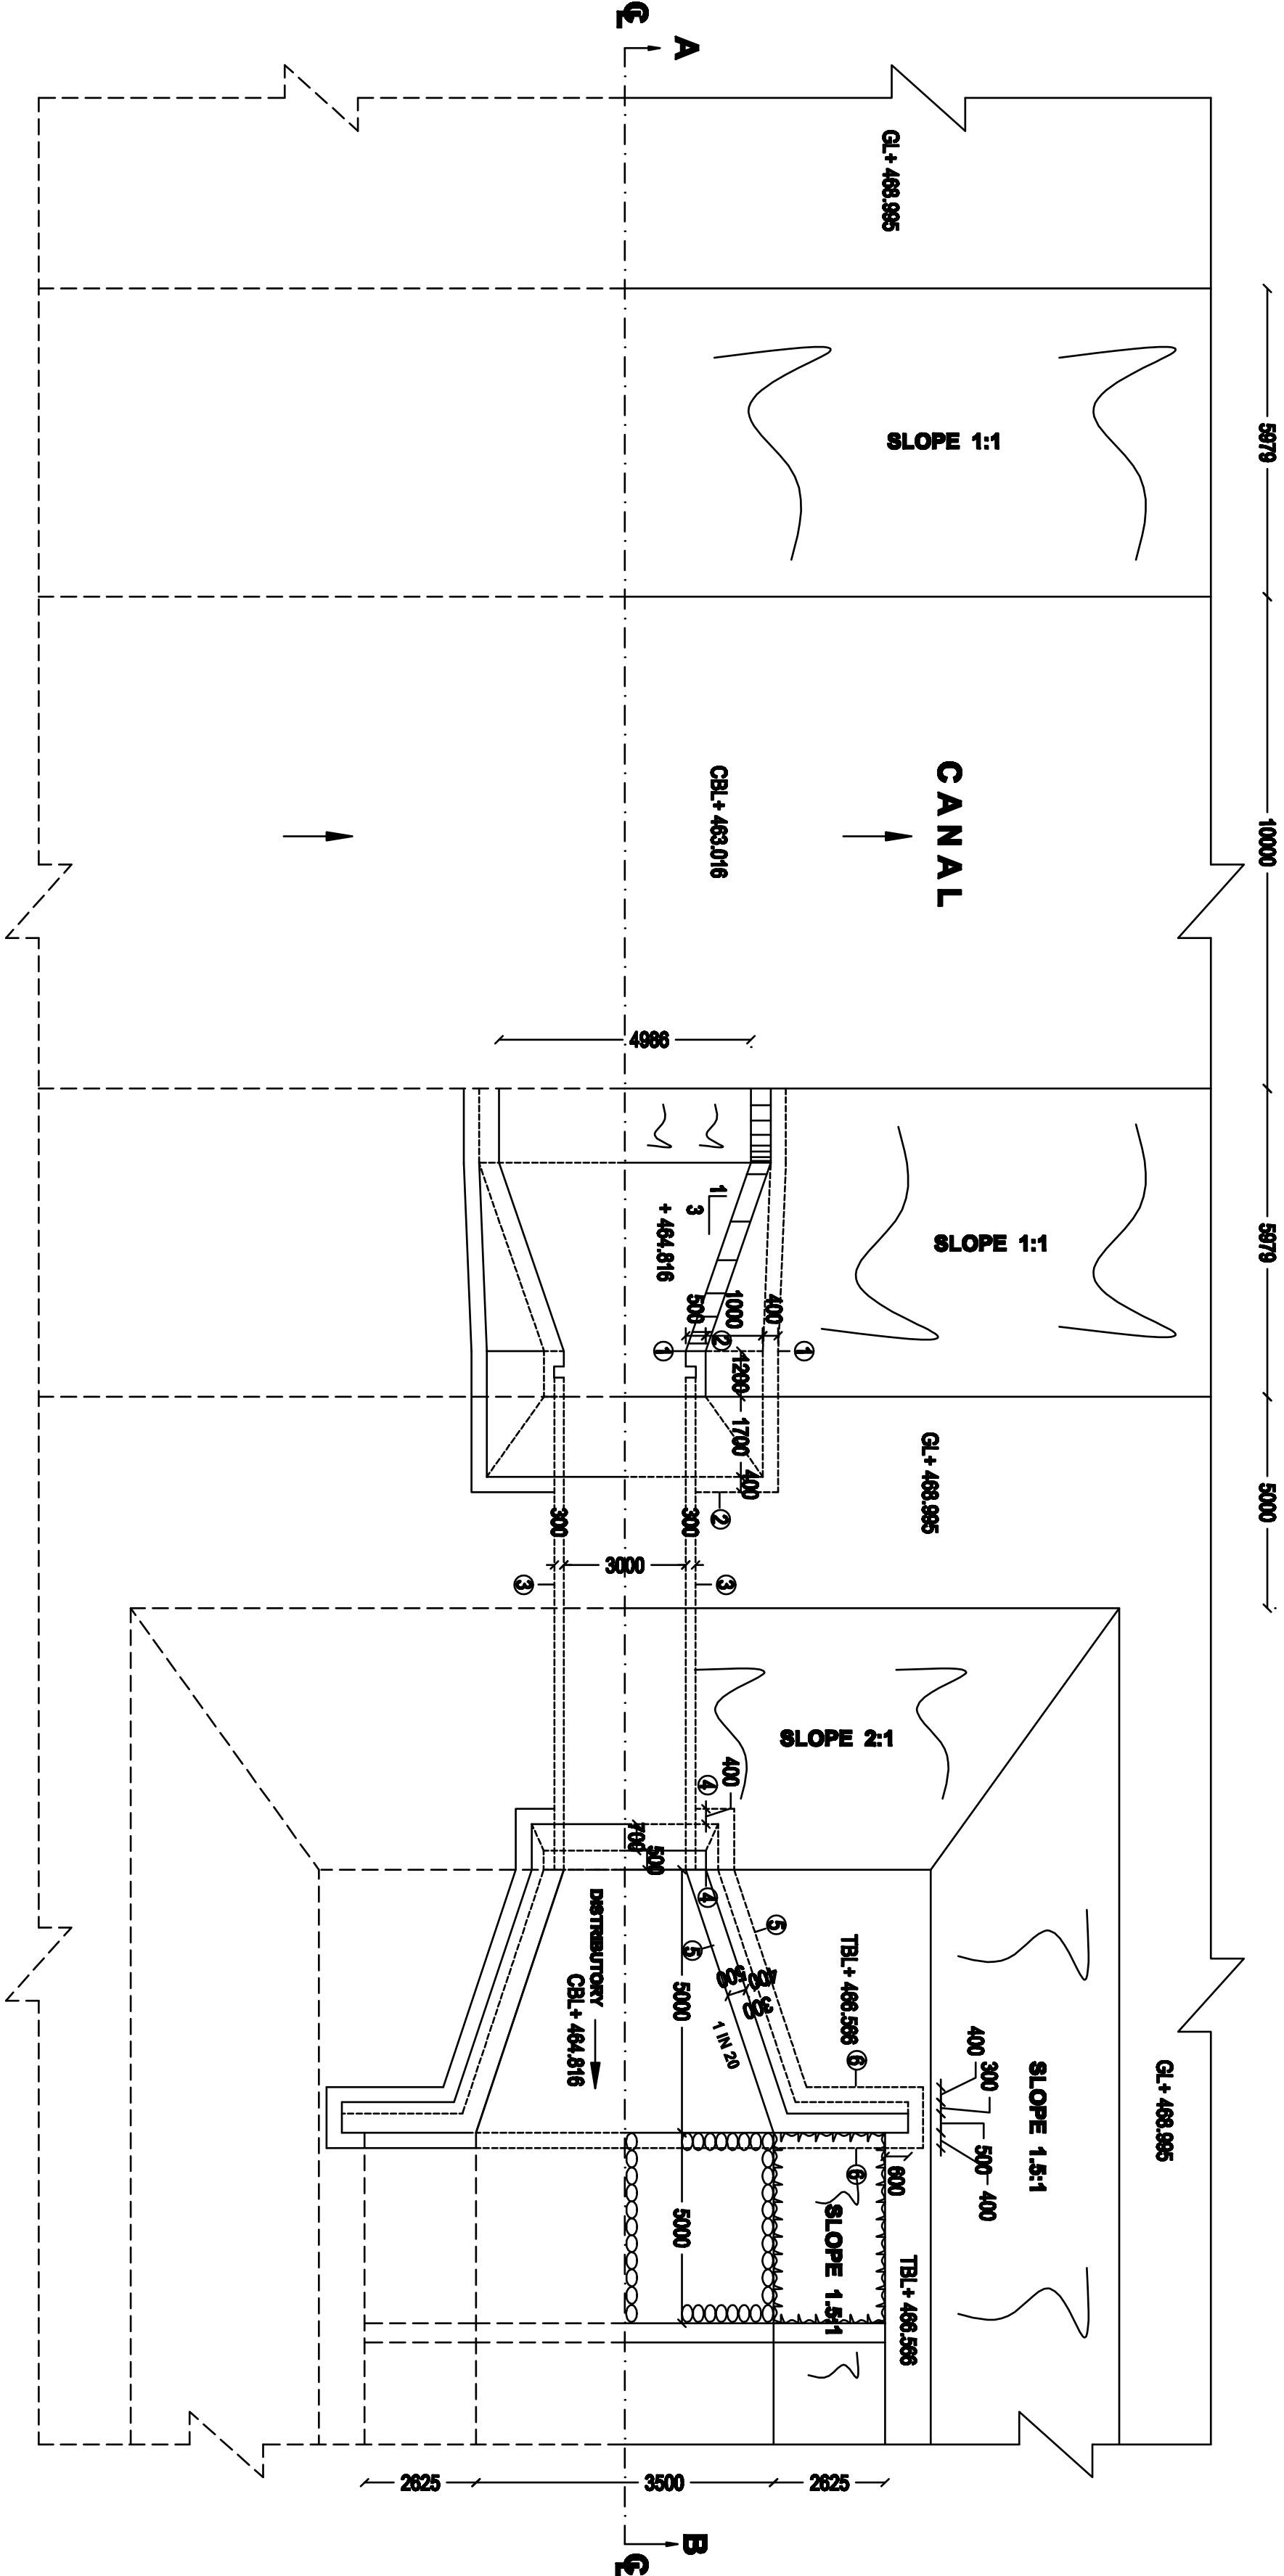 ℄
A
GL+ 468.995
5979
SLOPE 1:1
10000
CANAL
CBL+ 463.016
4986
5979
SLOPE 1:1
1
3
+ 464.816
500
1000
400
1
2
1
1200
1700
400
GL+ 468.995
5000
2
300
300
3000
3
3
SLOPE 2:1
400
4
700
500
4
5
5
DISTRIBUTORY
CBL+ 464.816
5000
500
400
300
1 IN 20
TBL+ 466.566
6
400
300
500
400
SLOPE 1.5:1
GL+ 468.995
6
600
5000
SLOPE 1.5:1
TBL+ 466.566
2625
3500
2625
B
℄